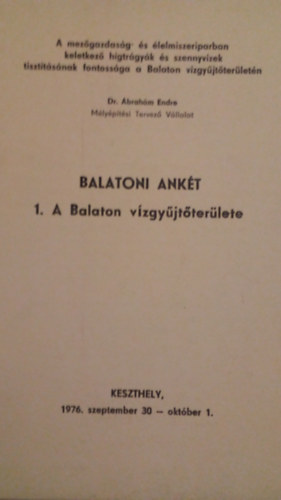 A mezőgazdaság- és élelmiszeriparban
keletkező hígtrágyák és szennyvizek
tisztításának fontossága a Balaton vízgyűjtőterületén
Dr. Ábrahám Endre
Mélyépítési Tervező Vállalat
BALATONI ANKÉT
1. A Balaton vízgyűjtőterülete
KESZTHELY,
1976. szeptember 30 — október 1.